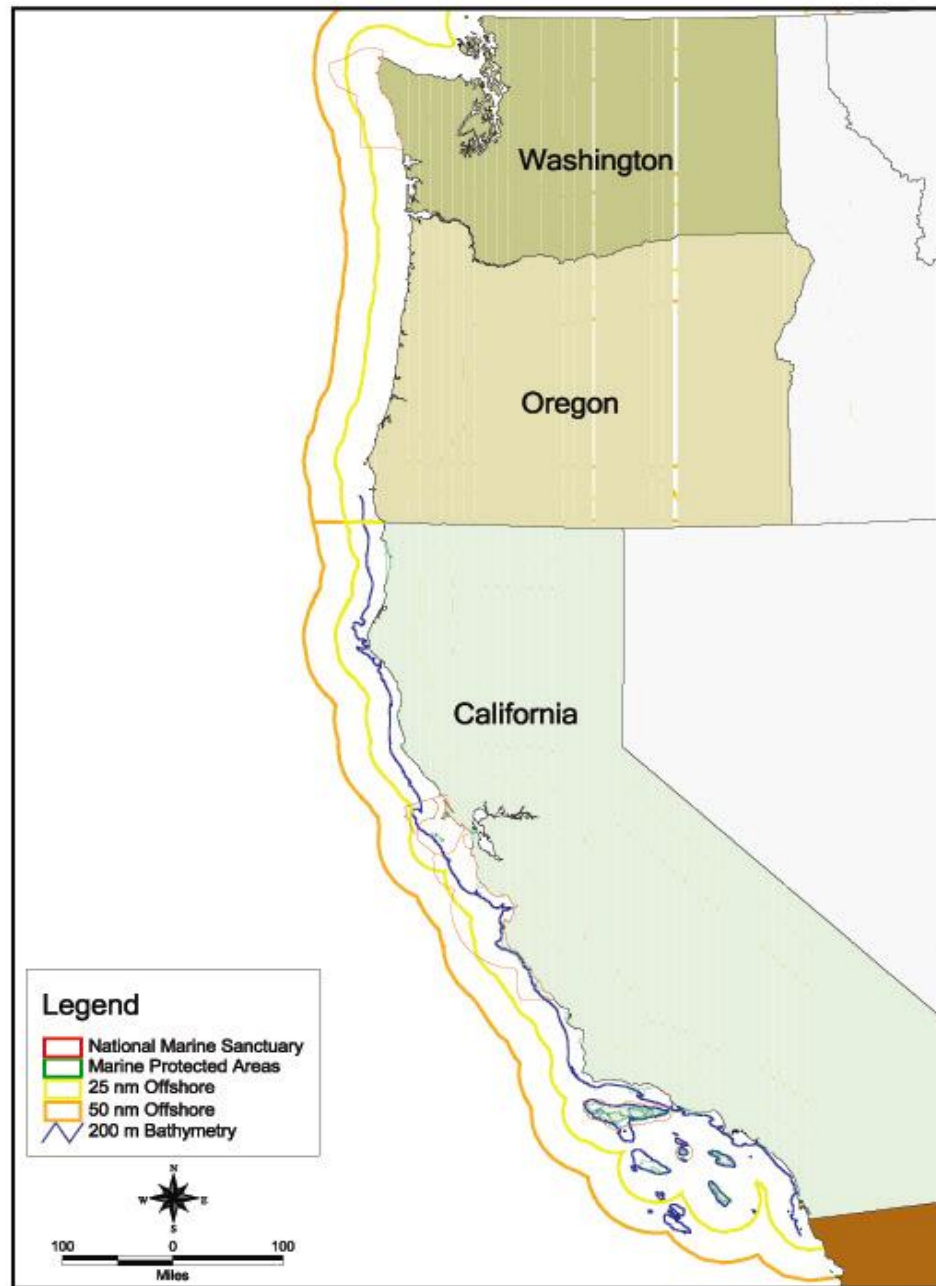 Washington
Oregon
California
Legend
National Marine Sanctuary
Marine Protected Areas
25 nm Offshore
50 nm Offshore
200 m Bathymetry
N
W E
S
100 0 100
Miles